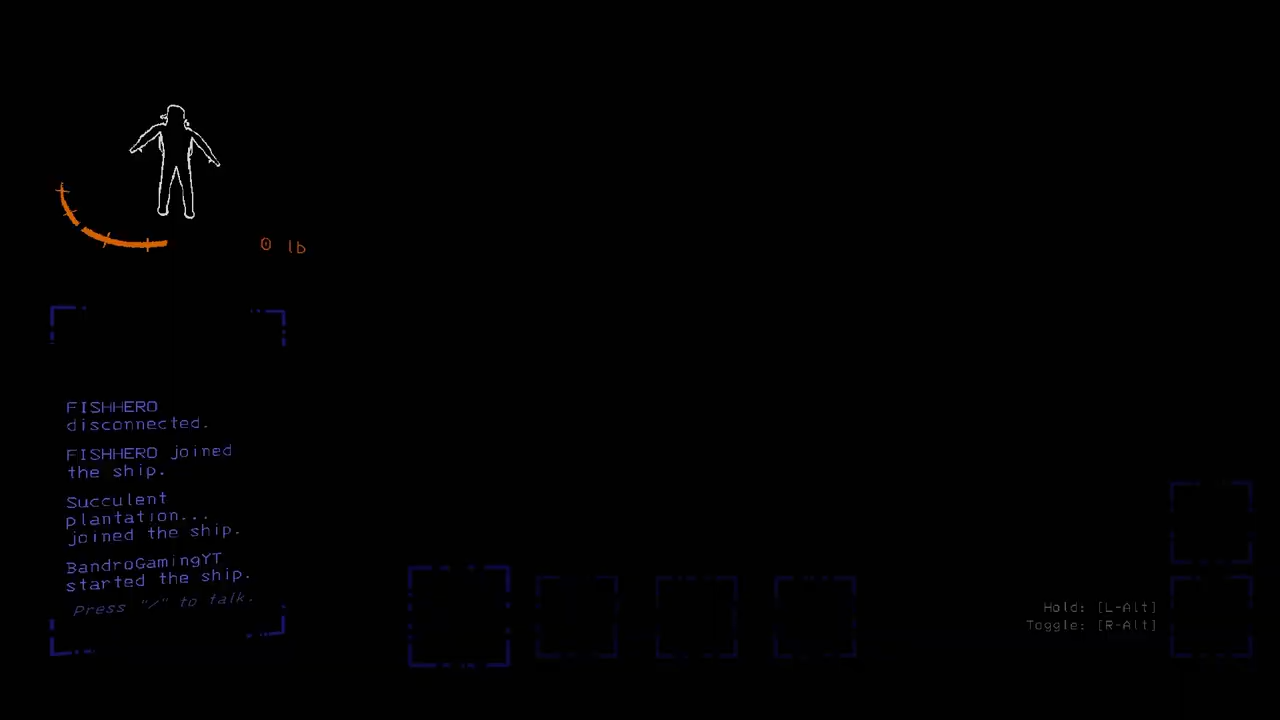 0 lb
FISHHERO
disconnected.
FISHHERO joined
the ship.
Succulent
plantation...
joined the ship.
BandroGamingYT
started the ship.
Press "/" to talk.
Hold: [L-Alt]
Toggle: [R-Alt]